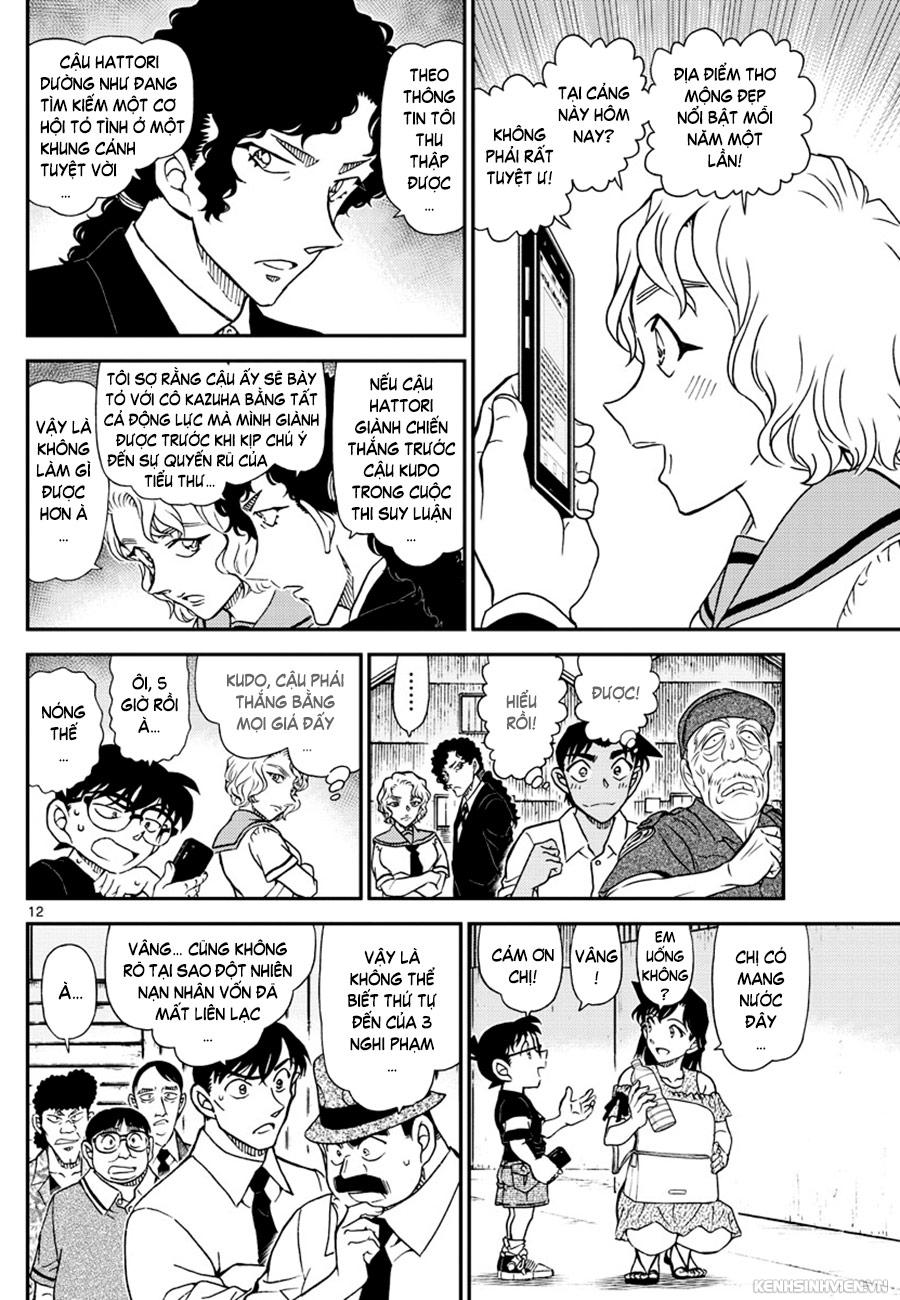 ĐỊA ĐIỂM THƠ
MỘNG ĐẸP
NỔI BẬT MỖI
NĂM MỘT
LẦN!
TẠI CẢNG
NÀY HÔM
NAY?
KHÔNG
PHẢI RẤT
TUYỆT Ư!
THEO
THÔNG
TIN TÔI
THU
THẬP
ĐƯỢC
...
CẬU HATTORI
DƯỜNG NHƯ ĐANG
TÌM KIẾM MỘT CƠ
HỘI TỎ TÌNH Ở MỘT
KHUNG CẢNH
TUYỆT VỜI
...
NẾU CẬU
HATTORI
GIÀNH CHIẾN
THẮNG TRƯỚC
CẬU KUDO
TRONG CUỘC
THI SUY LUẬN
...
TÔI SỢ RẰNG CẬU ẤY SẼ BÀY
TỎ VỚI CÔ KAZUHA BẰNG TẤT
CẢ ĐỘNG LỰC MÀ MÌNH GIÀNH
ĐƯỢC TRƯỚC KHI KỊP CHÚ Ý
ĐẾN SỰ QUYẾN RŨ CỦA
TIỂU THƯ...
VẬY LÀ
KHÔNG
LÀM GÌ
ĐƯỢC
HƠN À
...
ĐƯỢC!
HIỂU
RỒI!
......
KUDO, CẬU PHẢI
THẮNG BẰNG
MỌI GIÁ ĐẤY
...
ÔI, 5
GIỜ RỒI
À...
NÓNG
THẾ
12
CHỊ CÓ
MANG
NƯỚC
ĐÂY
EM
UỐNG
KHÔNG
?
VÂNG
!
CẢM ƠN
CHỊ!
VẬY LÀ
KHÔNG THỂ
BIẾT THỨ TỰ
ĐẾN CỦA 3
NGHI PHẠM
...
VÂNG... CŨNG KHÔNG
RÕ TẠI SAO ĐỘT NHIÊN
NẠN NHÂN VỐN ĐÃ
MẤT LIÊN LẠC
...
À...
KENHSINHVIEN.VN